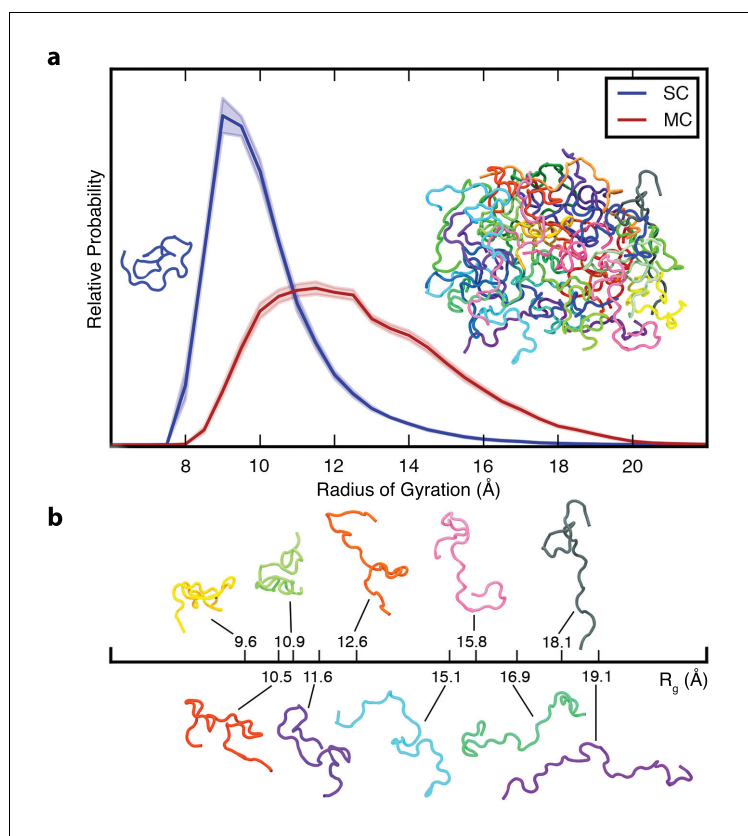 a
SC
MC
Relative Probability
8 10 12 14 16 18 20
Radius of Gyration (Å)
b
9.6 10.9 12.6 15.8 18.1
10.5 11.6 15.1 16.9 19.1 Rg (Å)